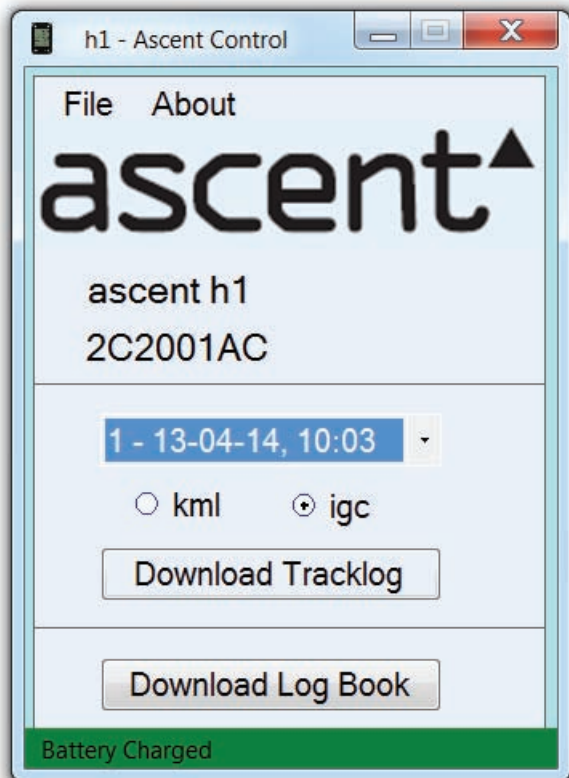 h1 - Ascent Control
File About
ascent
ascent h1
2C2001AC
1 - 13-04-14, 10:03
kml igc
Download Tracklog
Download Log Book
Battery Charged